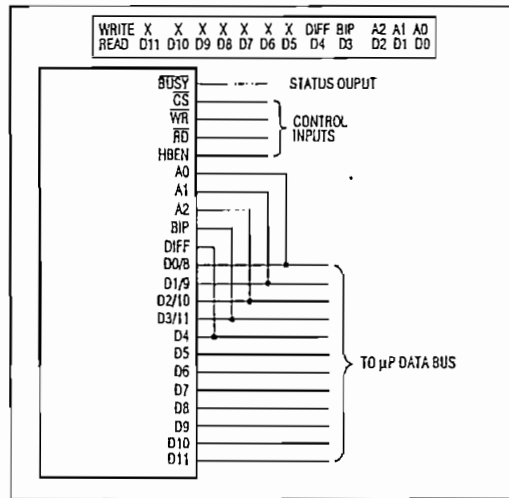 WRITE X X X X X X X DIFF BIP A2 A1 A0
READ D11 D10 D9 D8 D7 D6 D5 D4 D3 D2 D1 D0
BUSY
STATUS OUPUT
CS
WR
CONTROL
INPUTS
RD
HBEN
A0
A1
A2
BIP
DIFF
D0/8
D1/9
D2/10
D3/11
D4
D5
TO µP DATA BUS
D6
D7
D8
D9
D10
D11